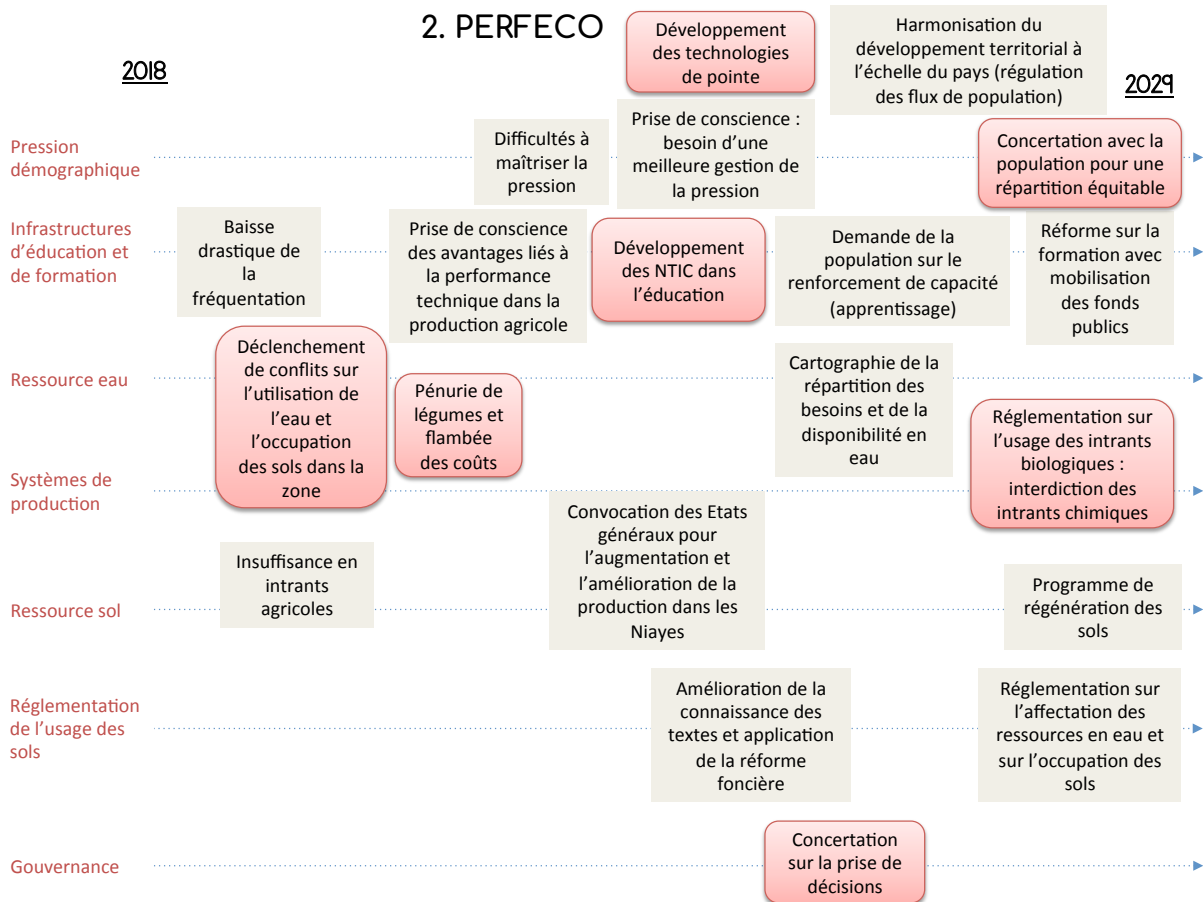 2. PERFECO
2018
2029
Développement
des technologies
de pointe
Harmonisation du
développement territorial à
l’échelle du pays (régulation
des flux de population)
Pression
démographique
Difficultés à
maîtriser la
pression
Prise de conscience :
besoin d’une
meilleure gestion de
la pression
Concertation avec la
population pour une
répartition équitable
Infrastructures
d’éducation et
de formation
Baisse
drastique de
la
fréquentation
Prise de conscience
des avantages liés à
la performance
technique dans la
production agricole
Développement
des NTIC dans
l’éducation
Demande de la
population sur le
renforcement de capacité
(apprentissage)
Réforme sur la
formation avec
mobilisation
des fonds
publics
Ressource eau
Déclenchement
de conflits sur
l’utilisation de
l’eau et
l’occupation
des sols dans la
zone
Pénurie de
légumes et
flambée
des coûts
Cartographie de la
répartition des
besoins et de la
disponibilité en
eau
Réglementation sur
l’usage des intrants
biologiques :
interdiction des
intrants chimiques
Systèmes de
production
Convocation des Etats
généraux pour
l’augmentation et
l’amélioration de la
production dans les
Niayes
Ressource sol
Insuffisance en
intrants
agricoles
Programme de
régénération des
sols
Réglementation
de l’usage des
sols
Amélioration de la
connaissance des
textes et application
de la réforme
foncière
Réglementation sur
l’affectation des
ressources en eau et
sur l’occupation des
sols
Gouvernance
Concertation
sur la prise de
décisions